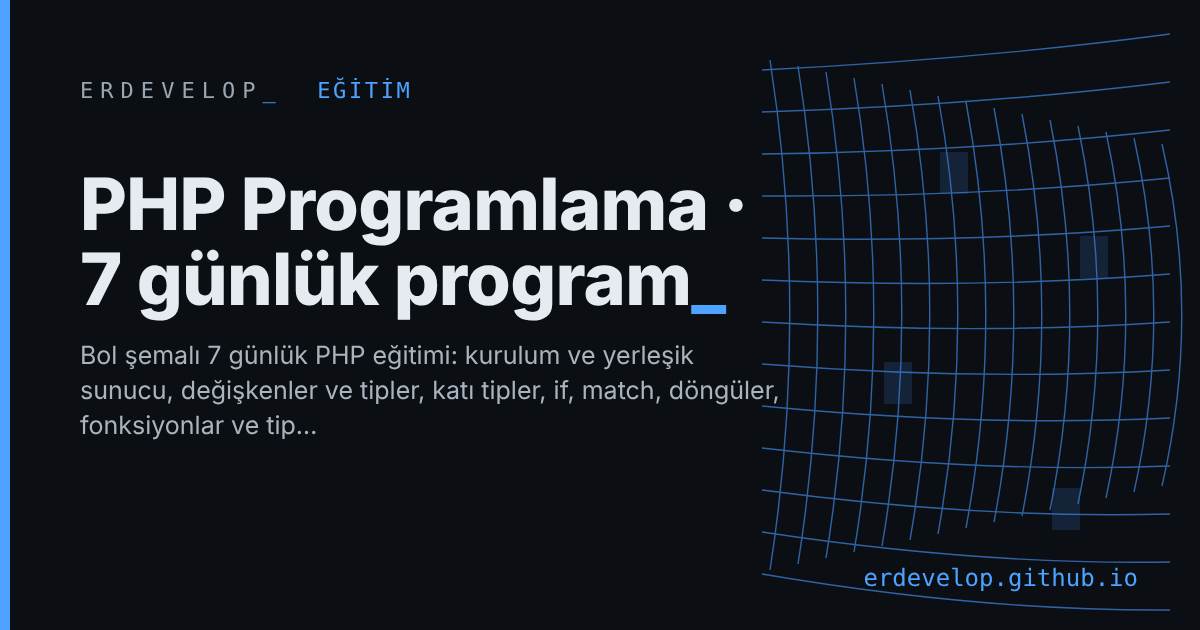 ERDEVELOP_ EĞİTİM
PHP Programlama ·
7 günlük program_
Bol şemalı 7 günlük PHP eğitimi: kurulum ve yerleşik
sunucu, değişkenler ve tipler, katı tipler, if, match, döngüler,
fonksiyonlar ve tip...
erdevelop.github.io